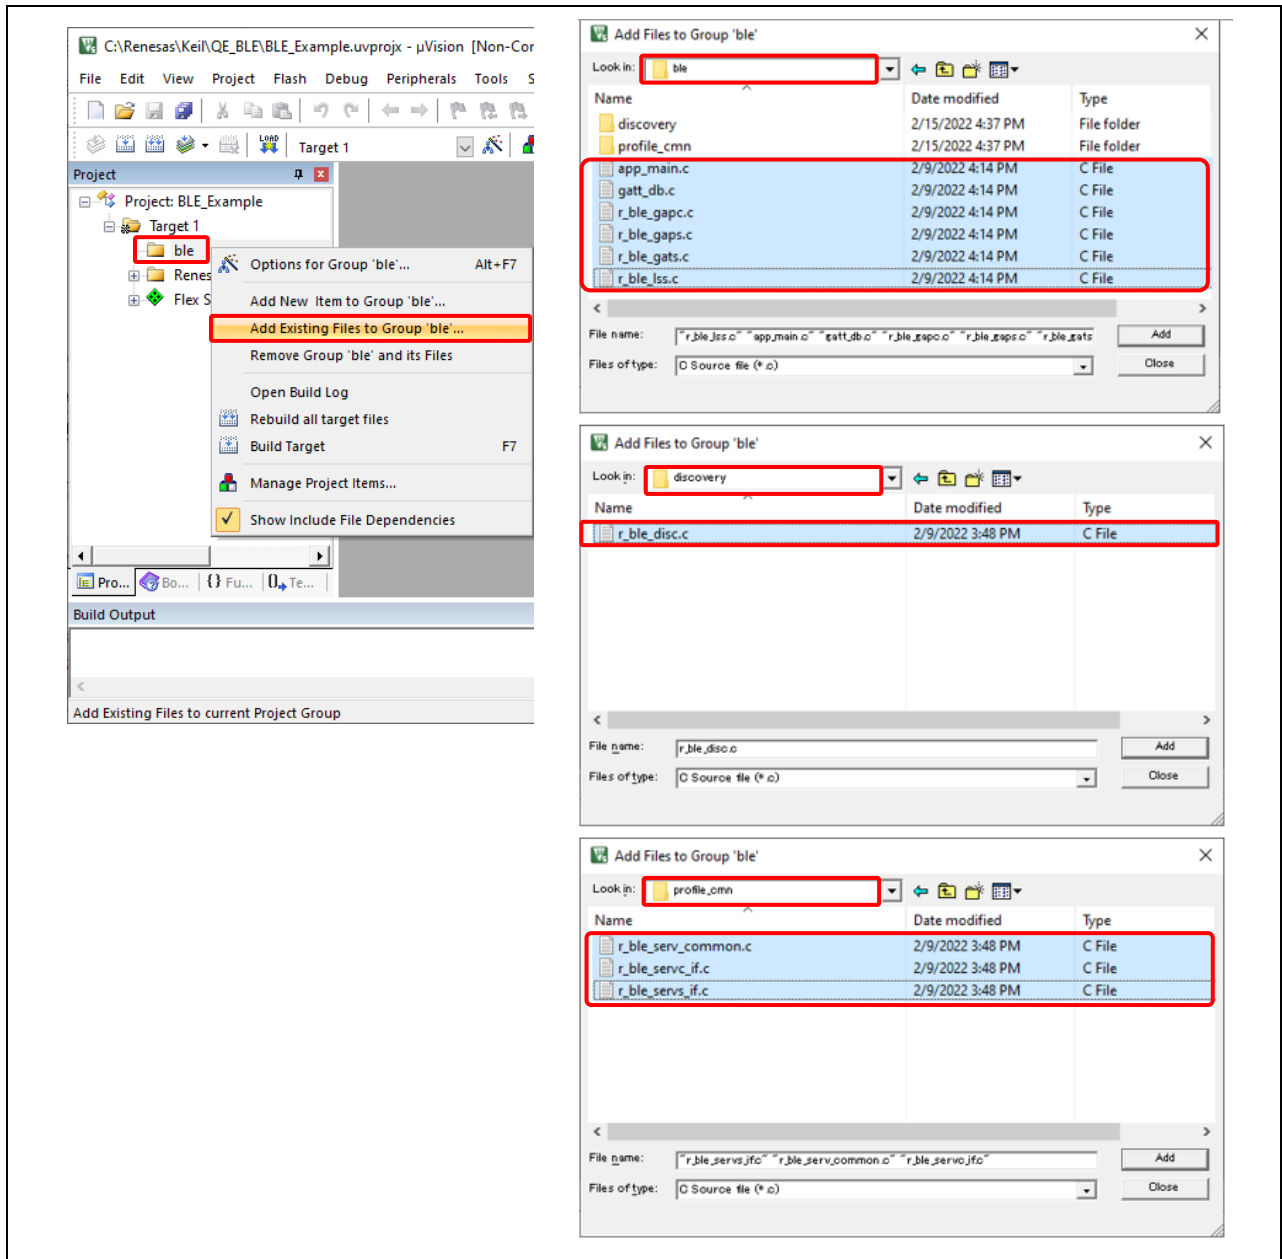 C:\Renesas\Keil\QE_BLE\BLE_Example.uvprojx - µVision [Non-Cor
File Edit View Project Flash Debug Peripherals Tools S
LOAD Target 1
Project
Project: BLE_Example
Target 1
ble
Renes
Flex S
Options for Group 'ble'... Alt+F7
Add New Item to Group 'ble'...
Add Existing Files to Group 'ble'...
Remove Group 'ble' and its Files
Open Build Log
Rebuild all target files
Build Target F7
Manage Project Items...
Show Include File Dependencies
Pro... Bo... {} Fu... 0 Te...
Build Output
Add Existing Files to current Project Group
Add Files to Group 'ble'
Look in: ble
Name Date modified Type
discovery 2/15/2022 4:37 PM File folder
profile_cmn 2/15/2022 4:37 PM File folder
app_main.c 2/9/2022 4:14 PM C File
gatt_db.c 2/9/2022 4:14 PM C File
r_ble_gapc.c 2/9/2022 4:14 PM C File
r_ble_gaps.c 2/9/2022 4:14 PM C File
r_ble_gats.c 2/9/2022 4:14 PM C File
r_ble_lss.c 2/9/2022 4:14 PM C File
File name: "r_ble_lss.c" "app_main.c" "gatt_db.c" "r_ble_gapc.c" "r_ble_gaps.c" "r_ble_gats Add
Files of type: C Source file (*.c) Close
Add Files to Group 'ble'
Look in: discovery
Name Date modified Type
r_ble_disc.c 2/9/2022 3:48 PM C File
File name: r_ble_disc.c Add
Files of type: C Source file (*.c) Close
Add Files to Group 'ble'
Look in: profile_cmn
Name Date modified Type
r_ble_serv_common.c 2/9/2022 3:48 PM C File
r_ble_servc_if.c 2/9/2022 3:48 PM C File
r_ble_servs_if.c 2/9/2022 3:48 PM C File
File name: "r_ble_servs_if.c" "r_ble_serv_common.c" "r_ble_servc_if.c" Add
Files of type: C Source file (*.c) Close